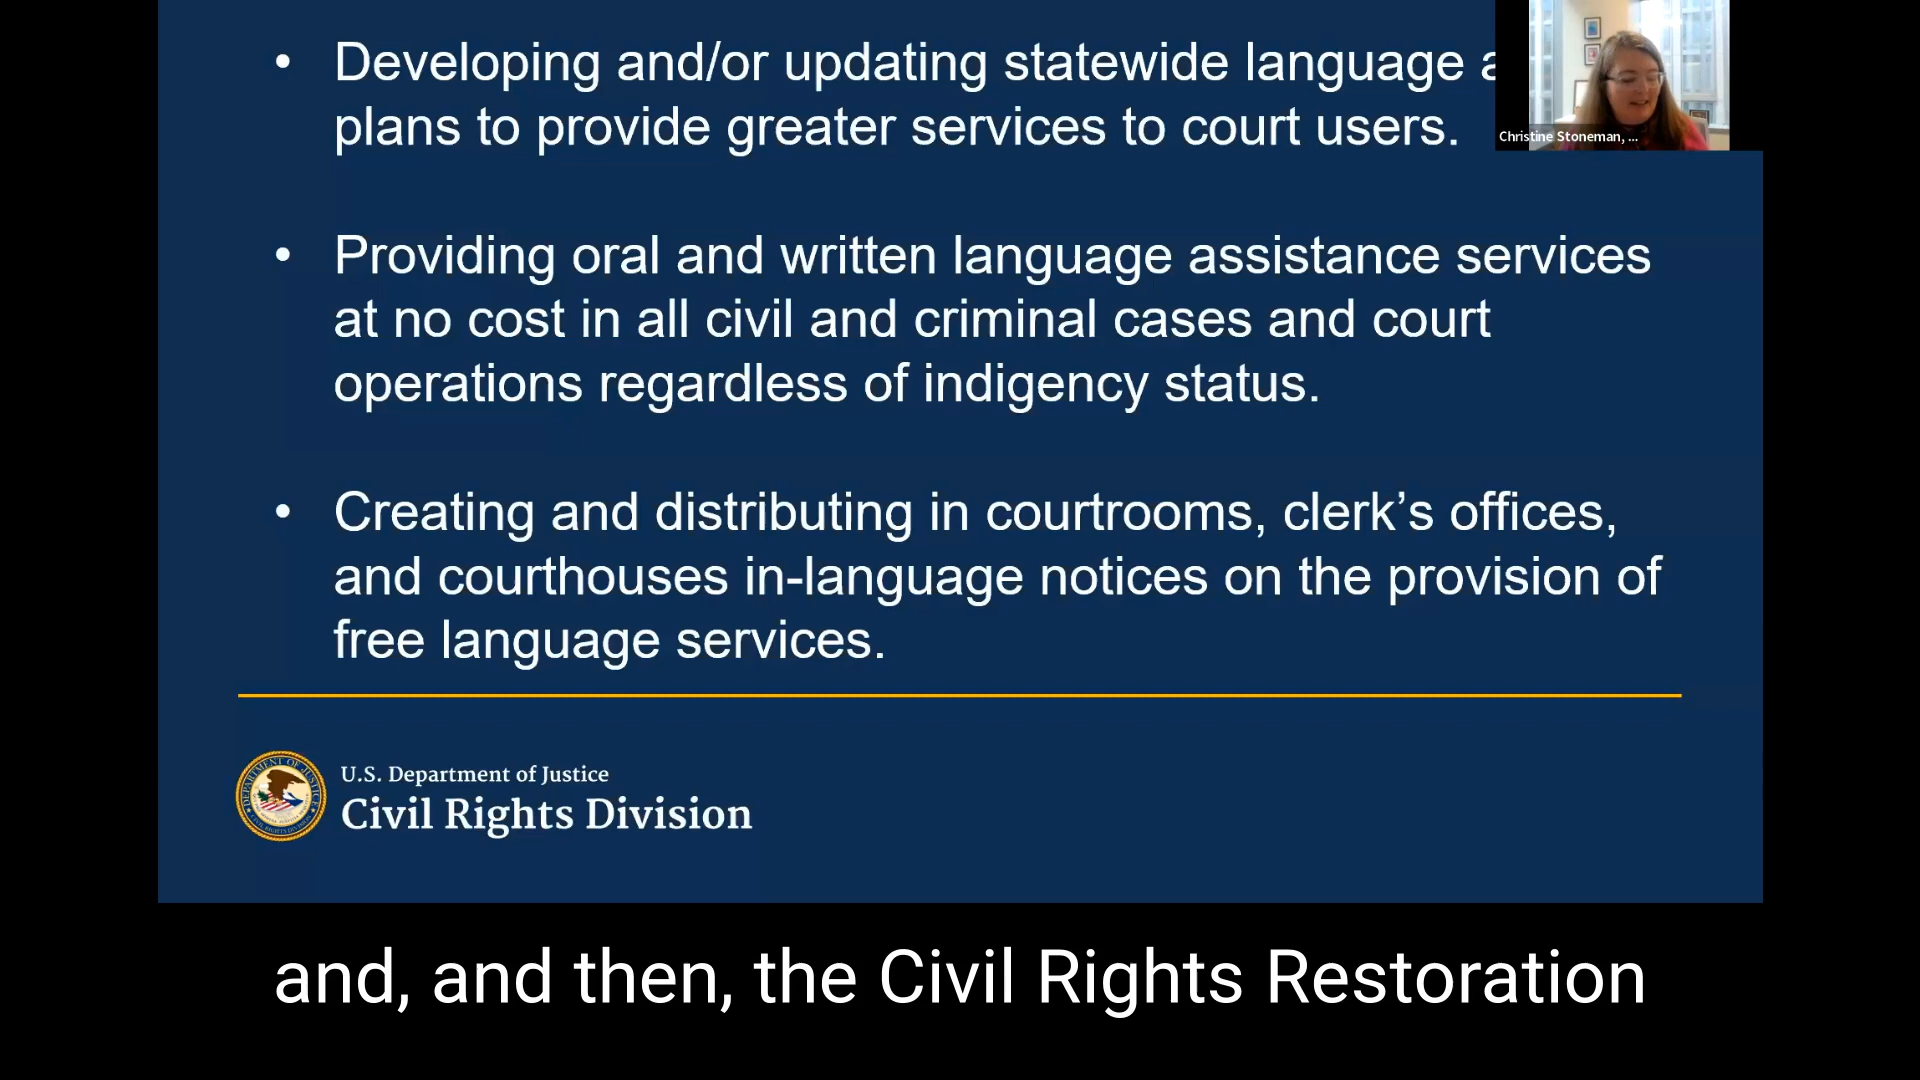 • Developing and/or updating statewide language
plans to provide greater services to court users.
Christine Stoneman, ...
• Providing oral and written language assistance services
at no cost in all civil and criminal cases and court
operations regardless of indigency status.
• Creating and distributing in courtrooms, clerk’s offices,
and courthouses in-language notices on the provision of
free language services.
U.S. Department of Justice
Civil Rights Division
and, and then, the Civil Rights Restoration